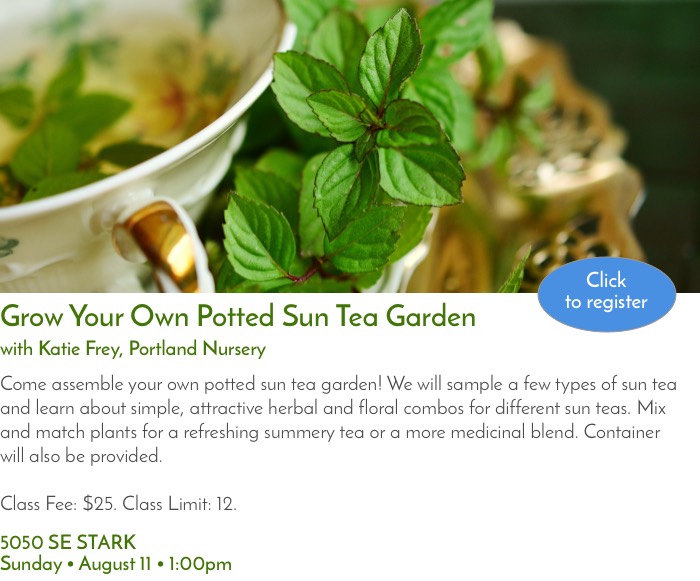 Click
to register
Grow Your Own Potted Sun Tea Garden
with Katie Frey, Portland Nursery
Come assemble your own potted sun tea garden! We will sample a few types of sun tea
and learn about simple, attractive herbal and floral combos for different sun teas. Mix
and match plants for a refreshing summery tea or a more medicinal blend. Container
will also be provided.
Class Fee: $25. Class Limit: 12.
5050 SE STARK
Sunday • August 11 • 1:00pm